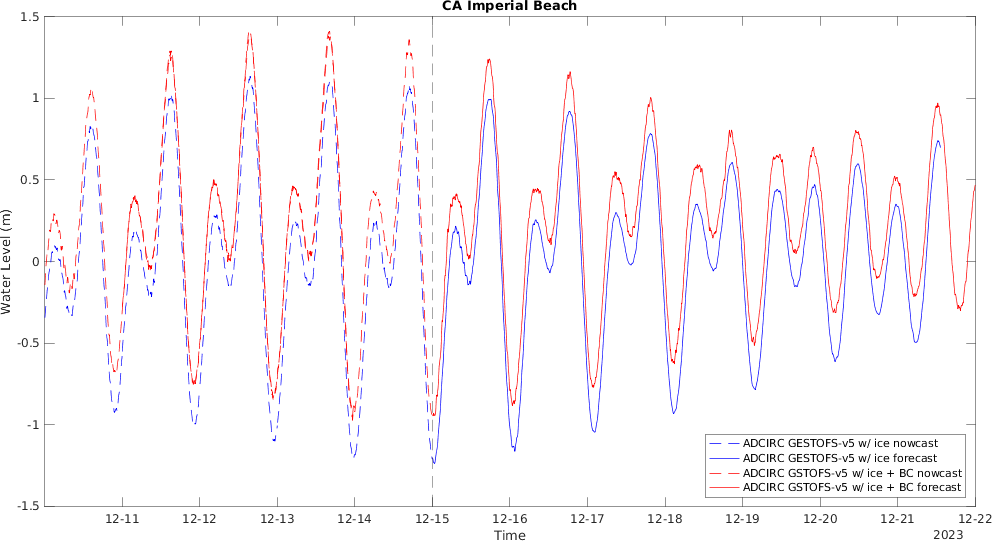 CA Imperial Beach
1.5
1
0.5
0
-0.5
-1
-1.5
Water Level (m)
12-11 12-12 12-13 12-14 12-15 12-16 12-17 12-18 12-19 12-20 12-21 12-22
Time
2023
ADCIRC GESTOFS-v5 w/ ice nowcast
ADCIRC GESTOFS-v5 w/ ice forecast
ADCIRC GSTOFS-v5 w/ ice + BC nowcast
ADCIRC GSTOFS-v5 w/ ice + BC forecast